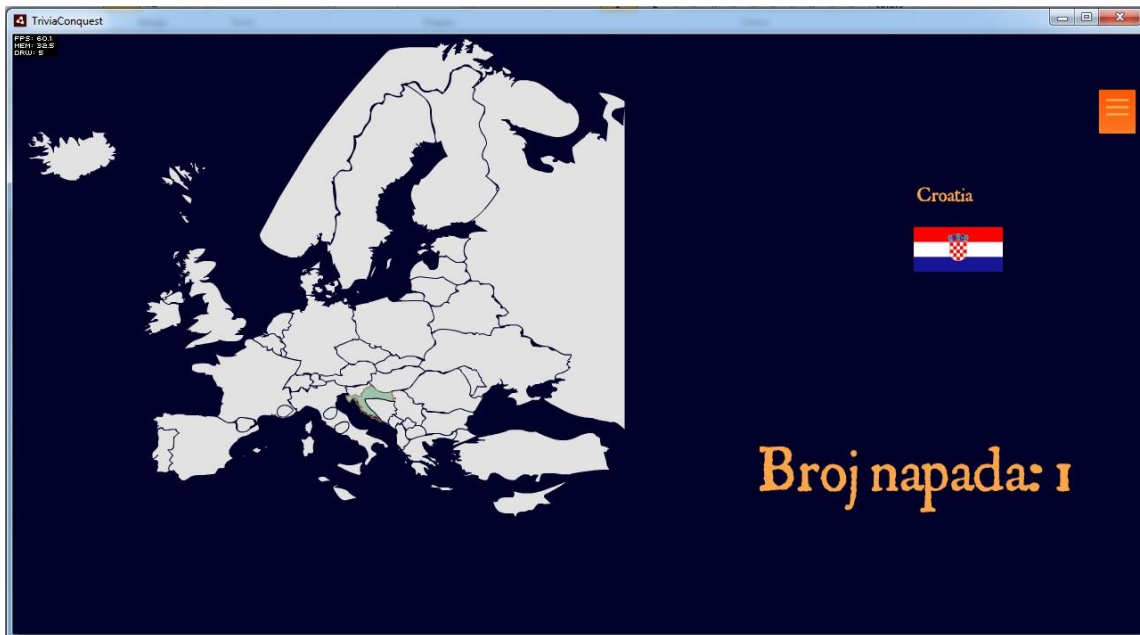 TriviaConquest
FPS: 60.1
MEM: 32.5
DRW: 5
Croatia
Broj napada: 1